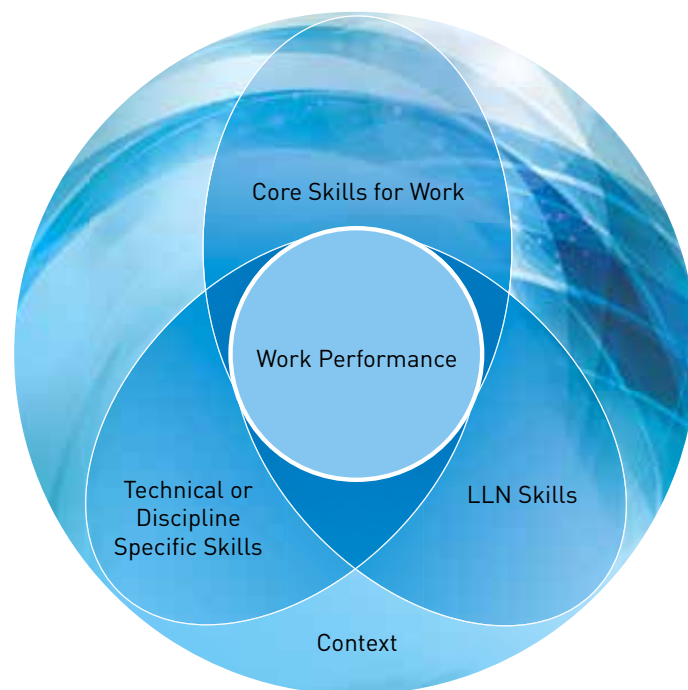 Core Skills for Work
Work Performance
Technical or
Discipline
Specific Skills
LLN Skills
Context